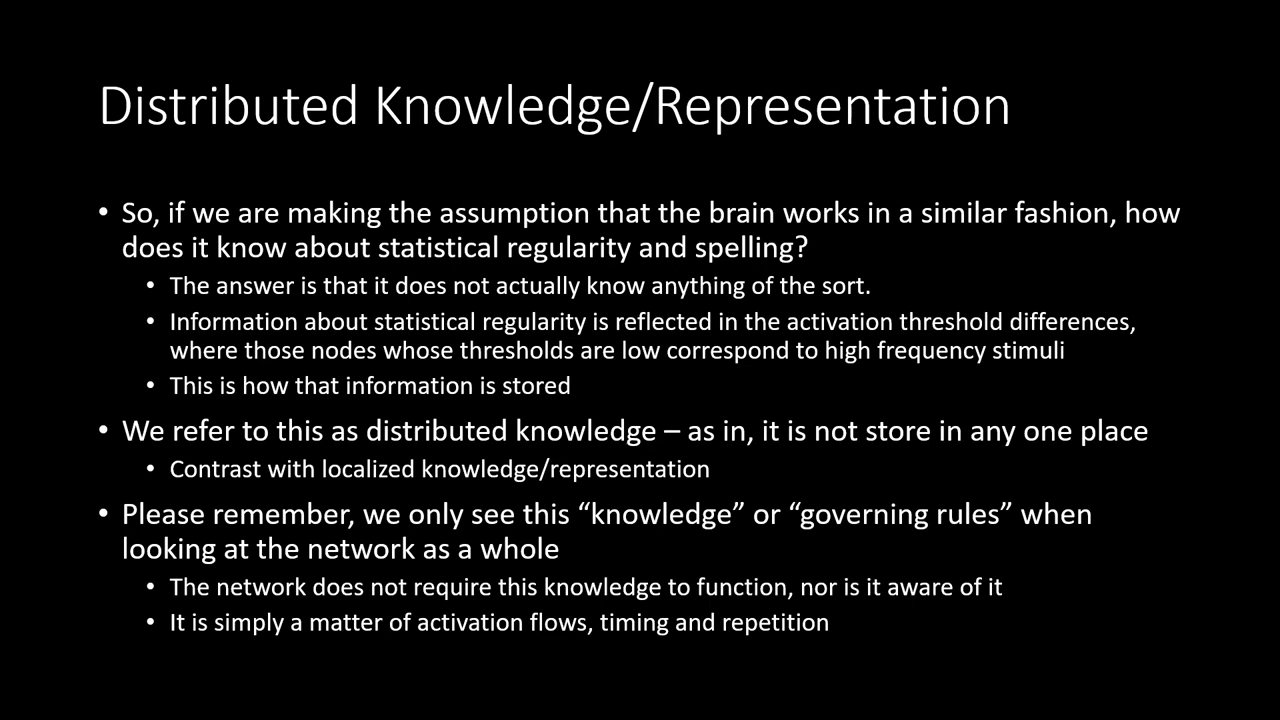 Distributed Knowledge/Representation
• So, if we are making the assumption that the brain works in a similar fashion, how
does it know about statistical regularity and spelling?
• The answer is that it does not actually know anything of the sort.
• Information about statistical regularity is reflected in the activation threshold differences,
where those nodes whose thresholds are low correspond to high frequency stimuli
• This is how that information is stored
• We refer to this as distributed knowledge – as in, it is not store in any one place
• Contrast with localized knowledge/representation
• Please remember, we only see this “knowledge” or “governing rules” when
looking at the network as a whole
• The network does not require this knowledge to function, nor is it aware of it
• It is simply a matter of activation flows, timing and repetition